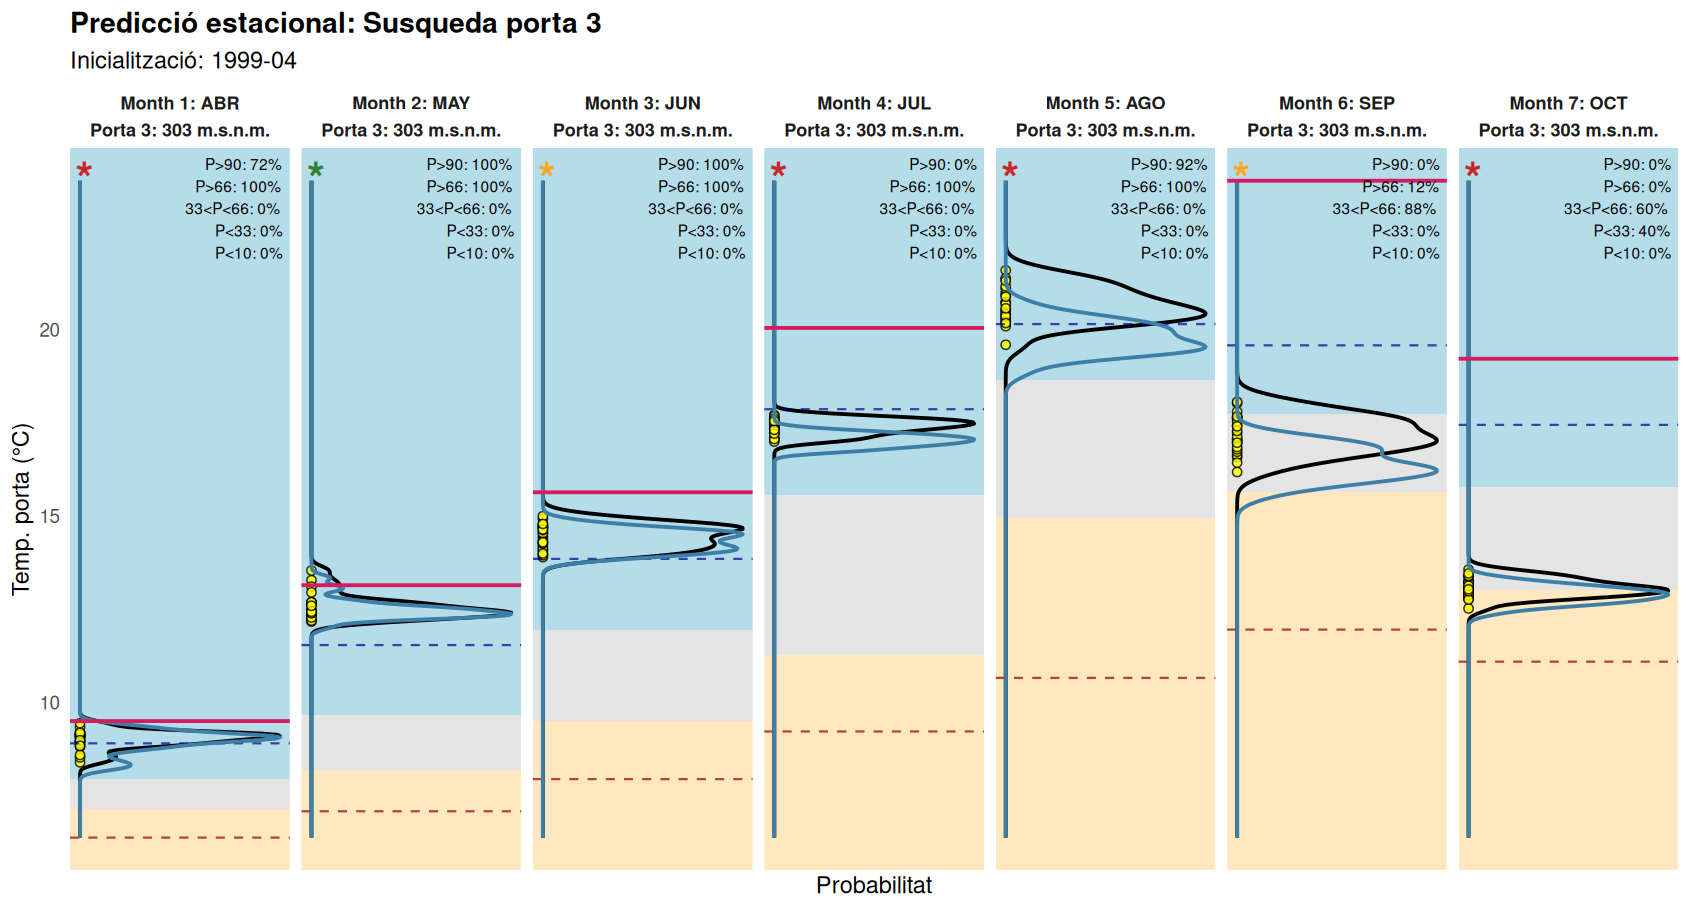 Predicció estacional: Susqueda porta 3
Inicialització: 1999-04
Month 1: ABR
Porta 3: 303 m.s.n.m.
Month 2: MAY
Porta 3: 303 m.s.n.m.
Month 3: JUN
Porta 3: 303 m.s.n.m.
Month 4: JUL
Porta 3: 303 m.s.n.m.
Month 5: AGO
Porta 3: 303 m.s.n.m.
Month 6: SEP
Porta 3: 303 m.s.n.m.
Month 7: OCT
Porta 3: 303 m.s.n.m.
*
P>90: 72%
P>66: 100%
33<P<66: 0%
P<33: 0%
P<10: 0%
*
P>90: 100%
P>66: 100%
33<P<66: 0%
P<33: 0%
P<10: 0%
*
P>90: 100%
P>66: 100%
33<P<66: 0%
P<33: 0%
P<10: 0%
*
P>90: 0%
P>66: 100%
33<P<66: 0%
P<33: 0%
P<10: 0%
*
P>90: 92%
P>66: 100%
33<P<66: 0%
P<33: 0%
P<10: 0%
*
P>90: 0%
P>66: 12%
33<P<66: 88%
P<33: 0%
P<10: 0%
*
P>90: 0%
P>66: 0%
33<P<66: 60%
P<33: 40%
P<10: 0%
20
15
10
Temp. porta (°C)
Probabilitat